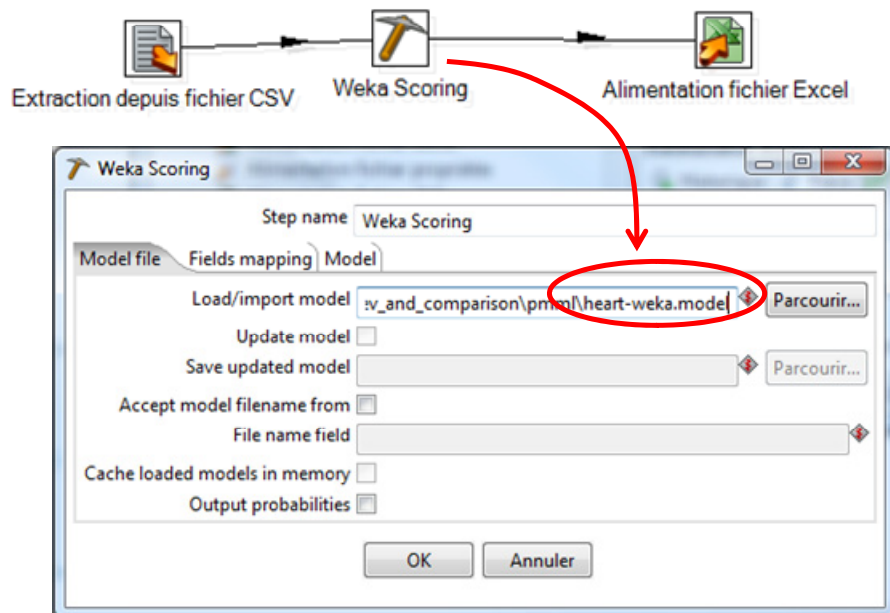 Extraction depuis fichier CSV
Weka Scoring
Alimentation fichier Excel
Weka Scoring
Step name Weka Scoring
Model file Fields mapping Model
Load/import model :v_and_comparison\pmml\heart-weka.model Parcourir...
Update model
Save updated model Parcourir...
Accept model filename from
File name field
Cache loaded models in memory
Output probabilities
OK Annuler